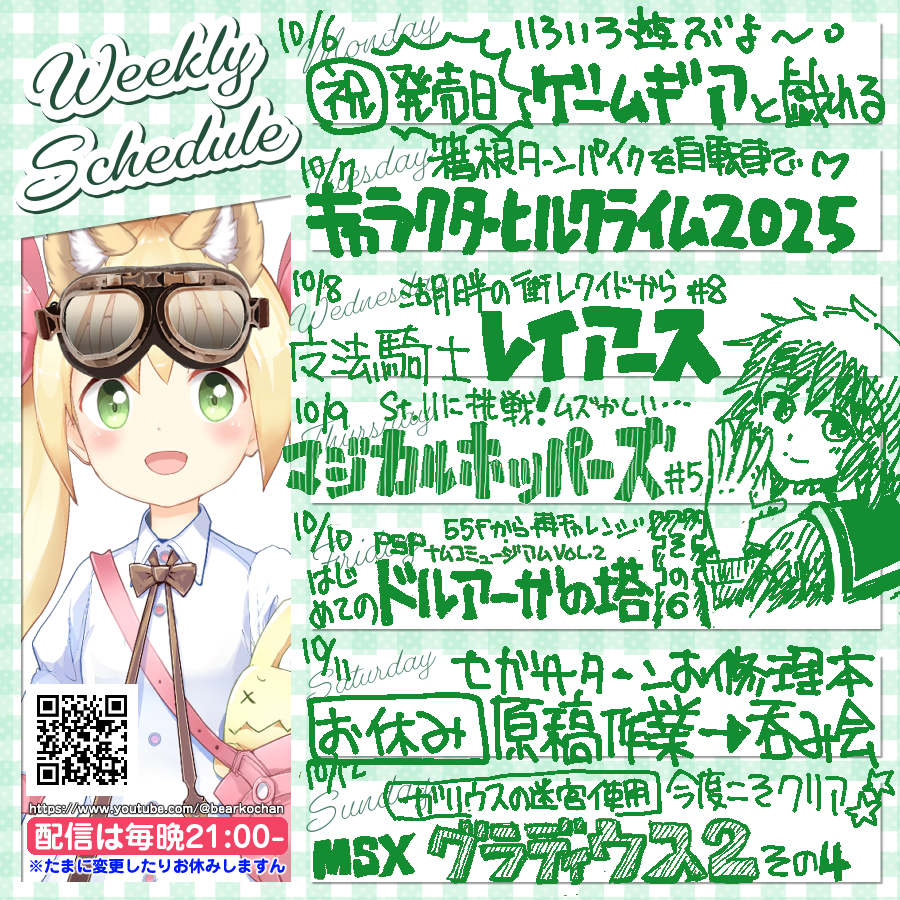 Weekly
Schedule
10/6 Monday いろいろ遊ぶよ～。
祝 発売日 ゲームギアと戯れる
10/7 Tuesday 箱根ターンパイクを自転車で
キャラクターヒルクライム2025
10/8 Wednesday 湖畔の街レクイドから #8
魔法騎士 レイアース
10/9 Thursday St.11に挑戦!ムズかしい…
マジカルホッパーズ #5
10/10 Friday PSP 55Fから再チャレンジ
ナムコミュージアムVOL.2
はじめての ドルアーガの塔 その6
10/11 Saturday セガサターンお修理本
お休み 原稿作業→呑み会
10/12 Sunday ガリウスの迷宮使用 今度こそクリア
MSX グラディウス2 その4
https://www.youtube.com/@bearkochan
配信は毎晩21:00-
※たまに変更したりお休みしますん